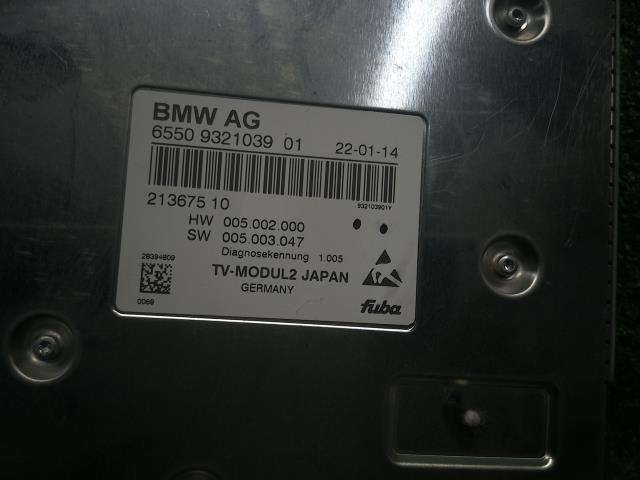 BMW AG
6550 9321039 01 22-01-14
932103901Y
213675 10
HW 005.002.000
SW 005.003.047
Diagnosekennung 1.005
28394809
TV-MODUL2 JAPAN
GERMANY
0069
fuba